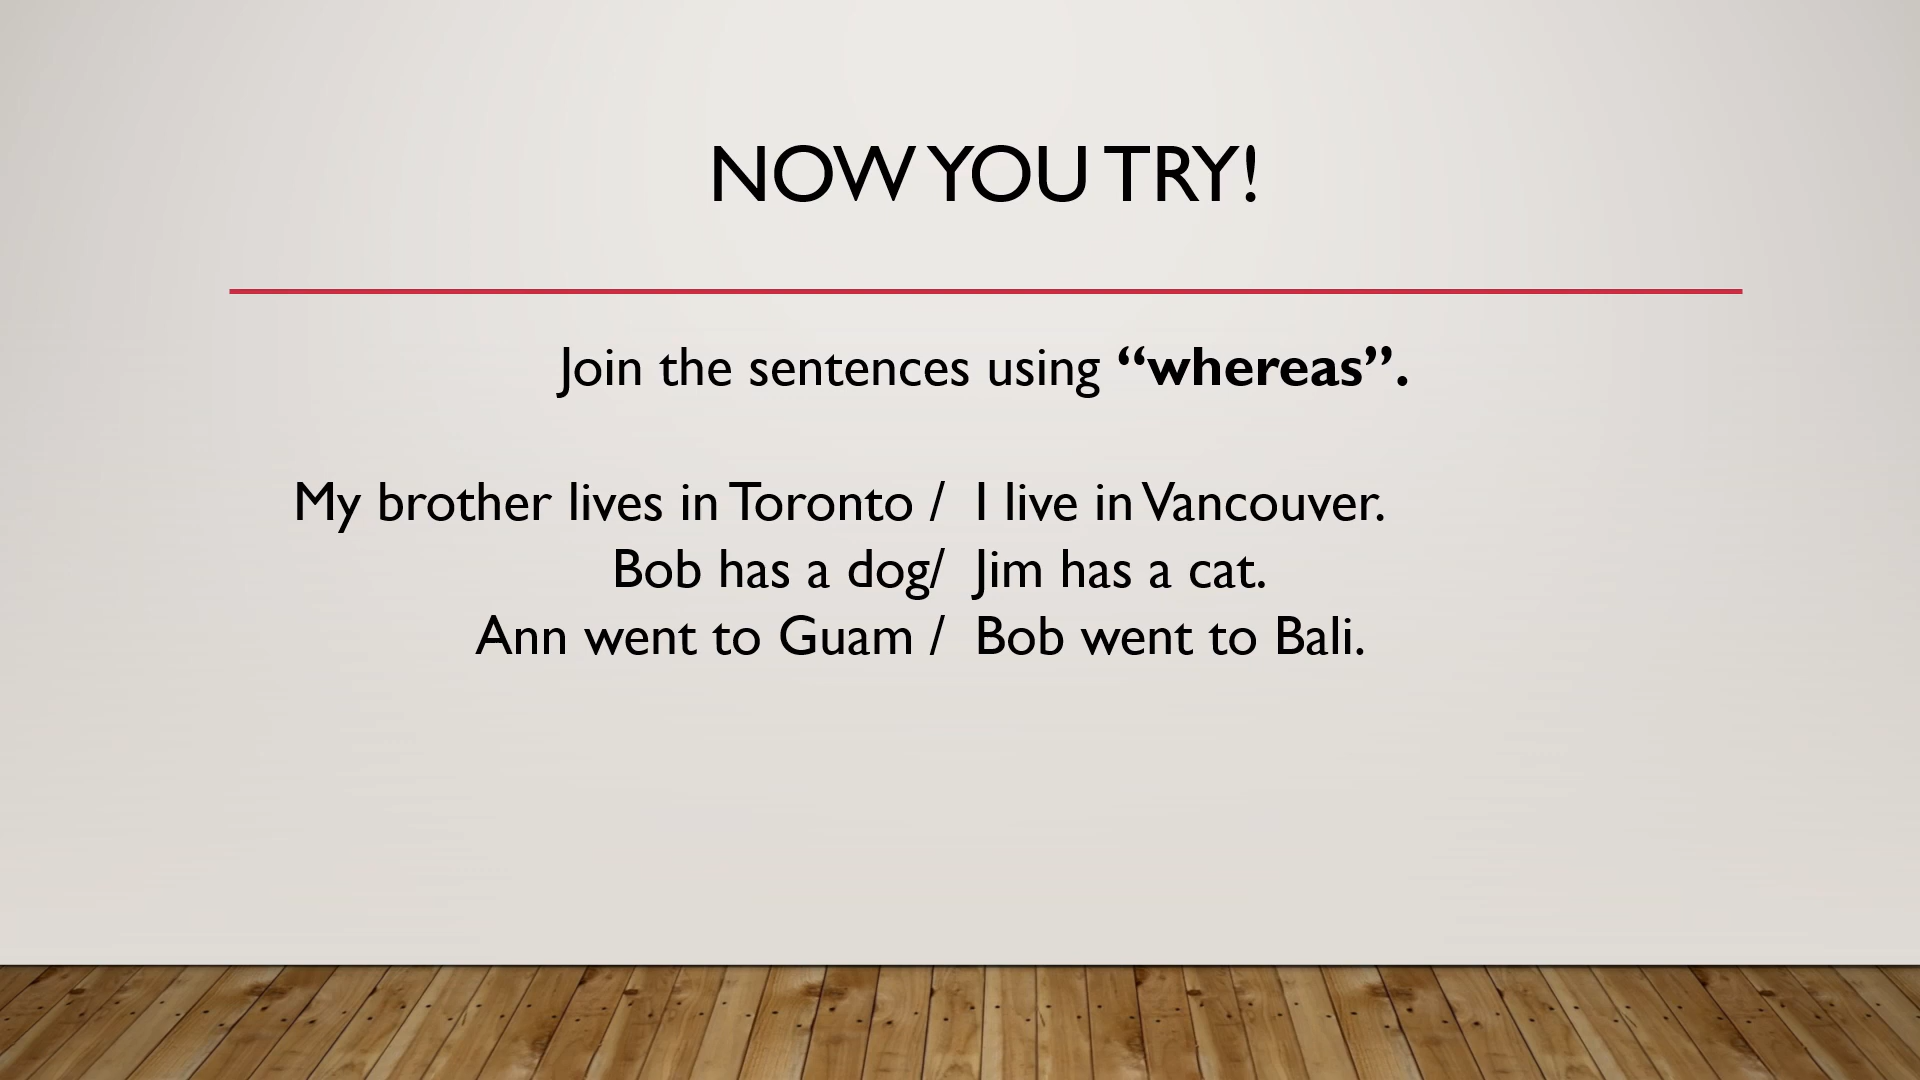 NOW YOU TRY!
Join the sentences using “whereas”.
My brother lives in Toronto / I live in Vancouver.
Bob has a dog/ Jim has a cat.
Ann went to Guam / Bob went to Bali.